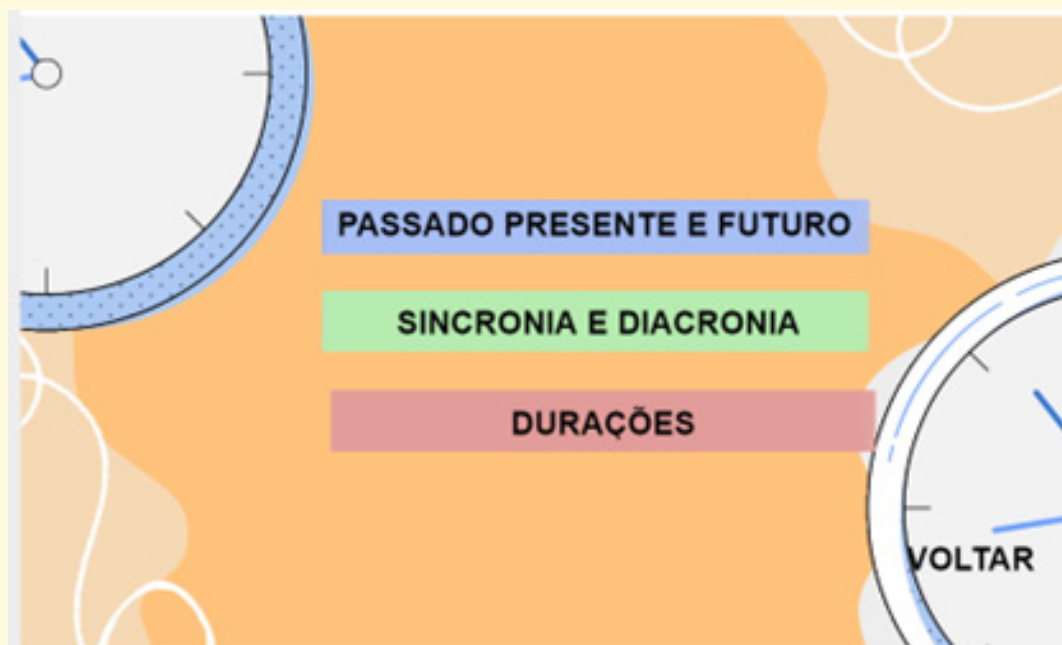 PASSADO PRESENTE E FUTURO
SINCRONIA E DIACRONIA
DURAÇÕES
VOLTAR